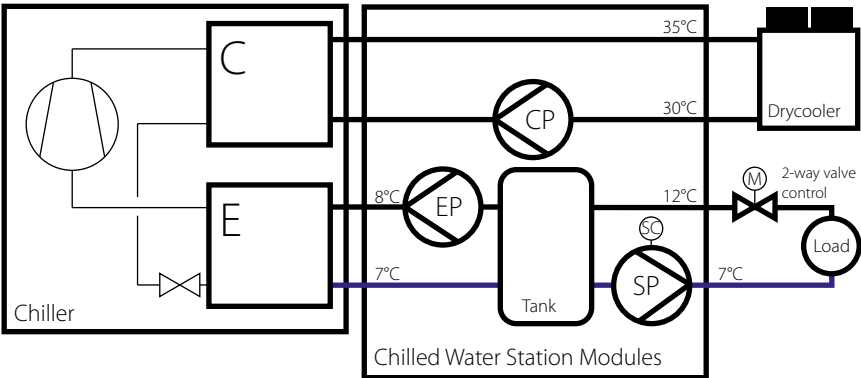 C
35°C
CP
30°C
Drycooler
E
8°C
EP
12°C
M
2-way valve
control
SC
Load
7°C
Tank
SP
7°C
Chiller
Chilled Water Station Modules